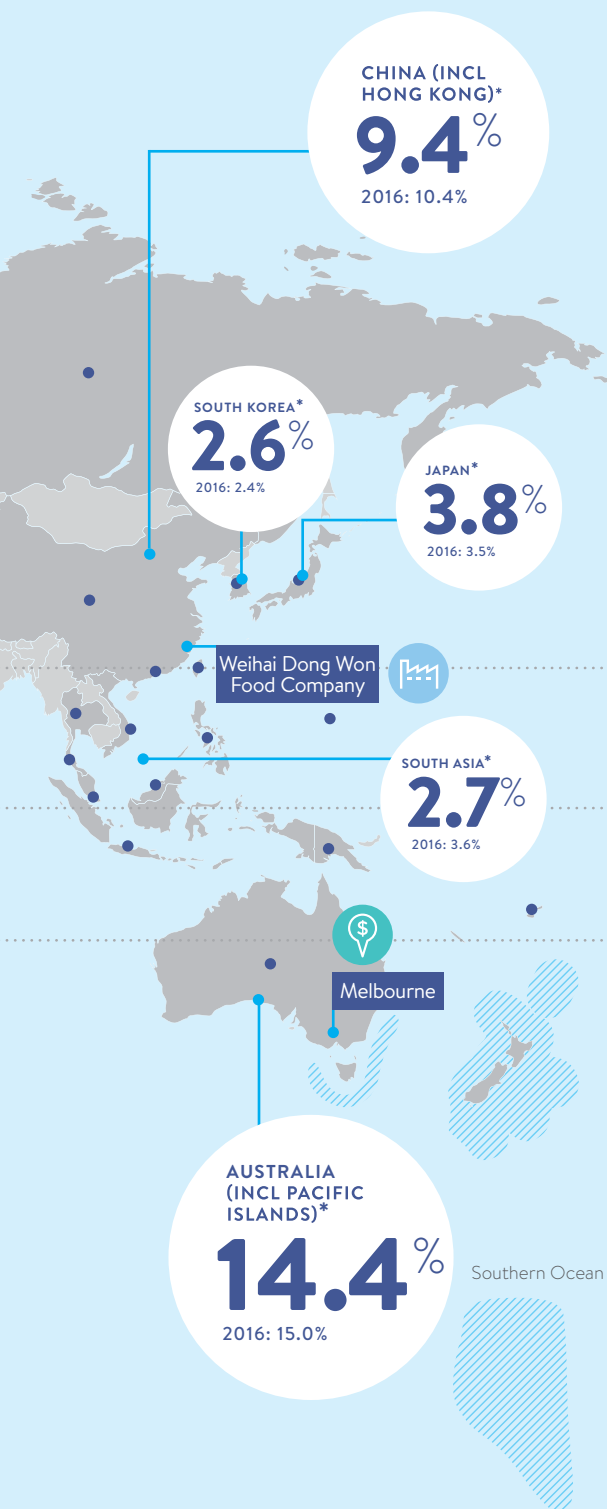 CHINA (INCL
HONG KONG)*
9.4%
2016: 10.4%
SOUTH KOREA*
2.6%
2016: 2.4%
JAPAN*
3.8%
2016: 3.5%
Weihai Dong Won
Food Company
SOUTH ASIA*
2.7%
2016: 3.6%
$
Melbourne
AUSTRALIA
(INCL PACIFIC
ISLANDS)*
14.4%
2016: 15.0%
Southern Ocean